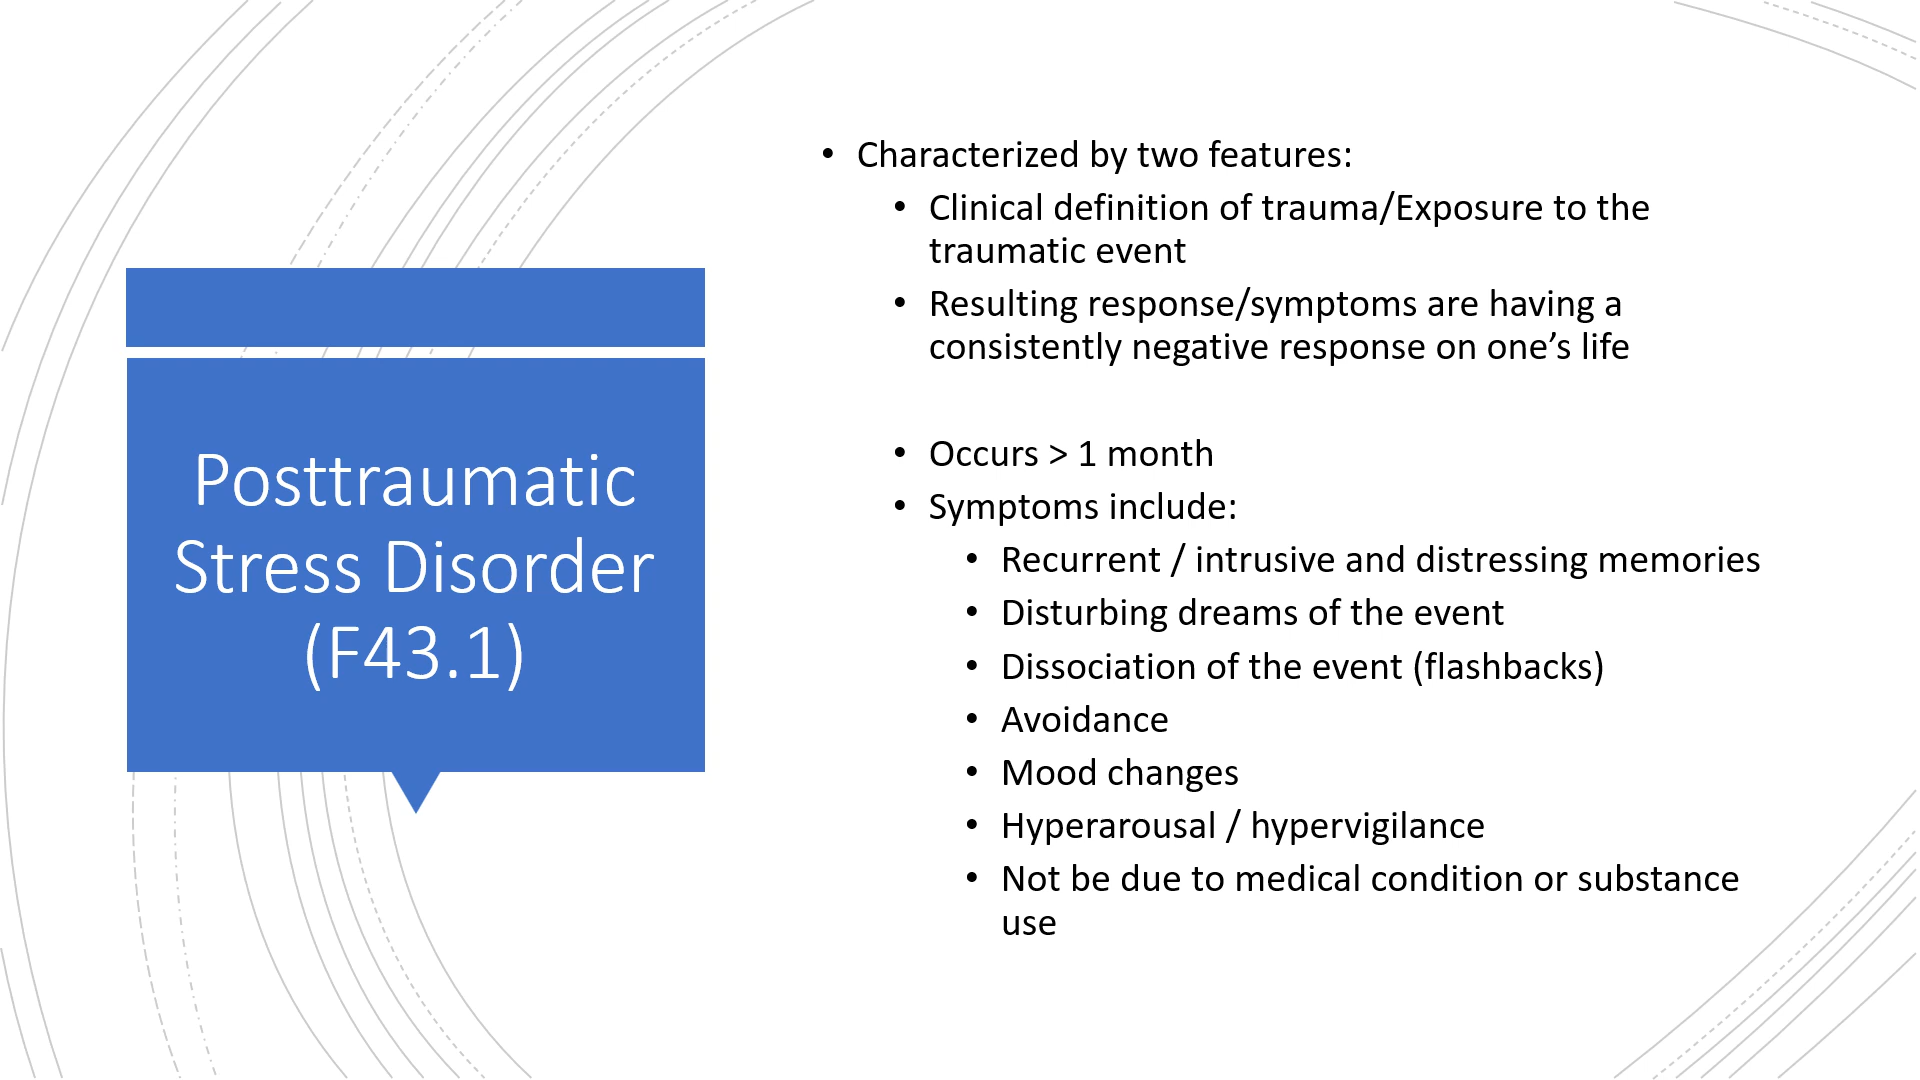 Posttraumatic
Stress Disorder
(F43.1)
• Characterized by two features:
• Clinical definition of trauma/Exposure to the
traumatic event
• Resulting response/symptoms are having a
consistently negative response on one’s life
• Occurs > 1 month
• Symptoms include:
• Recurrent / intrusive and distressing memories
• Disturbing dreams of the event
• Dissociation of the event (flashbacks)
• Avoidance
• Mood changes
• Hyperarousal / hypervigilance
• Not be due to medical condition or substance
use